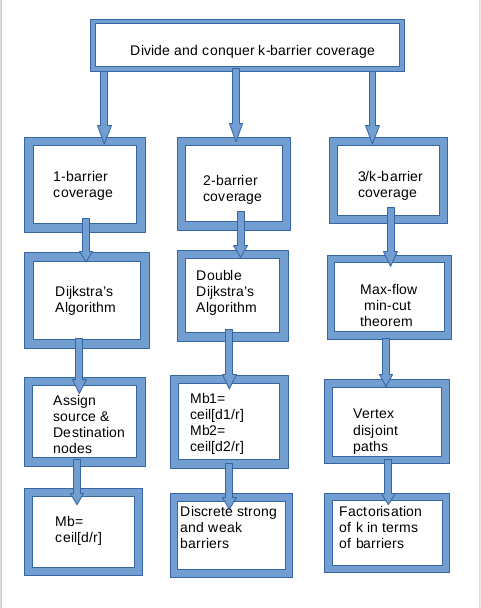 Divide and conquer k-barrier coverage
1-barrier
coverage
2-barrier
coverage
3/k-barrier
coverage
Dijkstra's
Algorithm
Double
Dijkstra's
Algorithm
Max-flow
min-cut
theorem
Assign
source &
Destination
nodes
Mb1=
ceil[d1/r]
Mb2=
ceil[d2/r]
Vertex
disjoint
paths
Mb=
ceil[d/r]
Discrete strong
and weak
barriers
Factorisation
of k in terms
of barriers